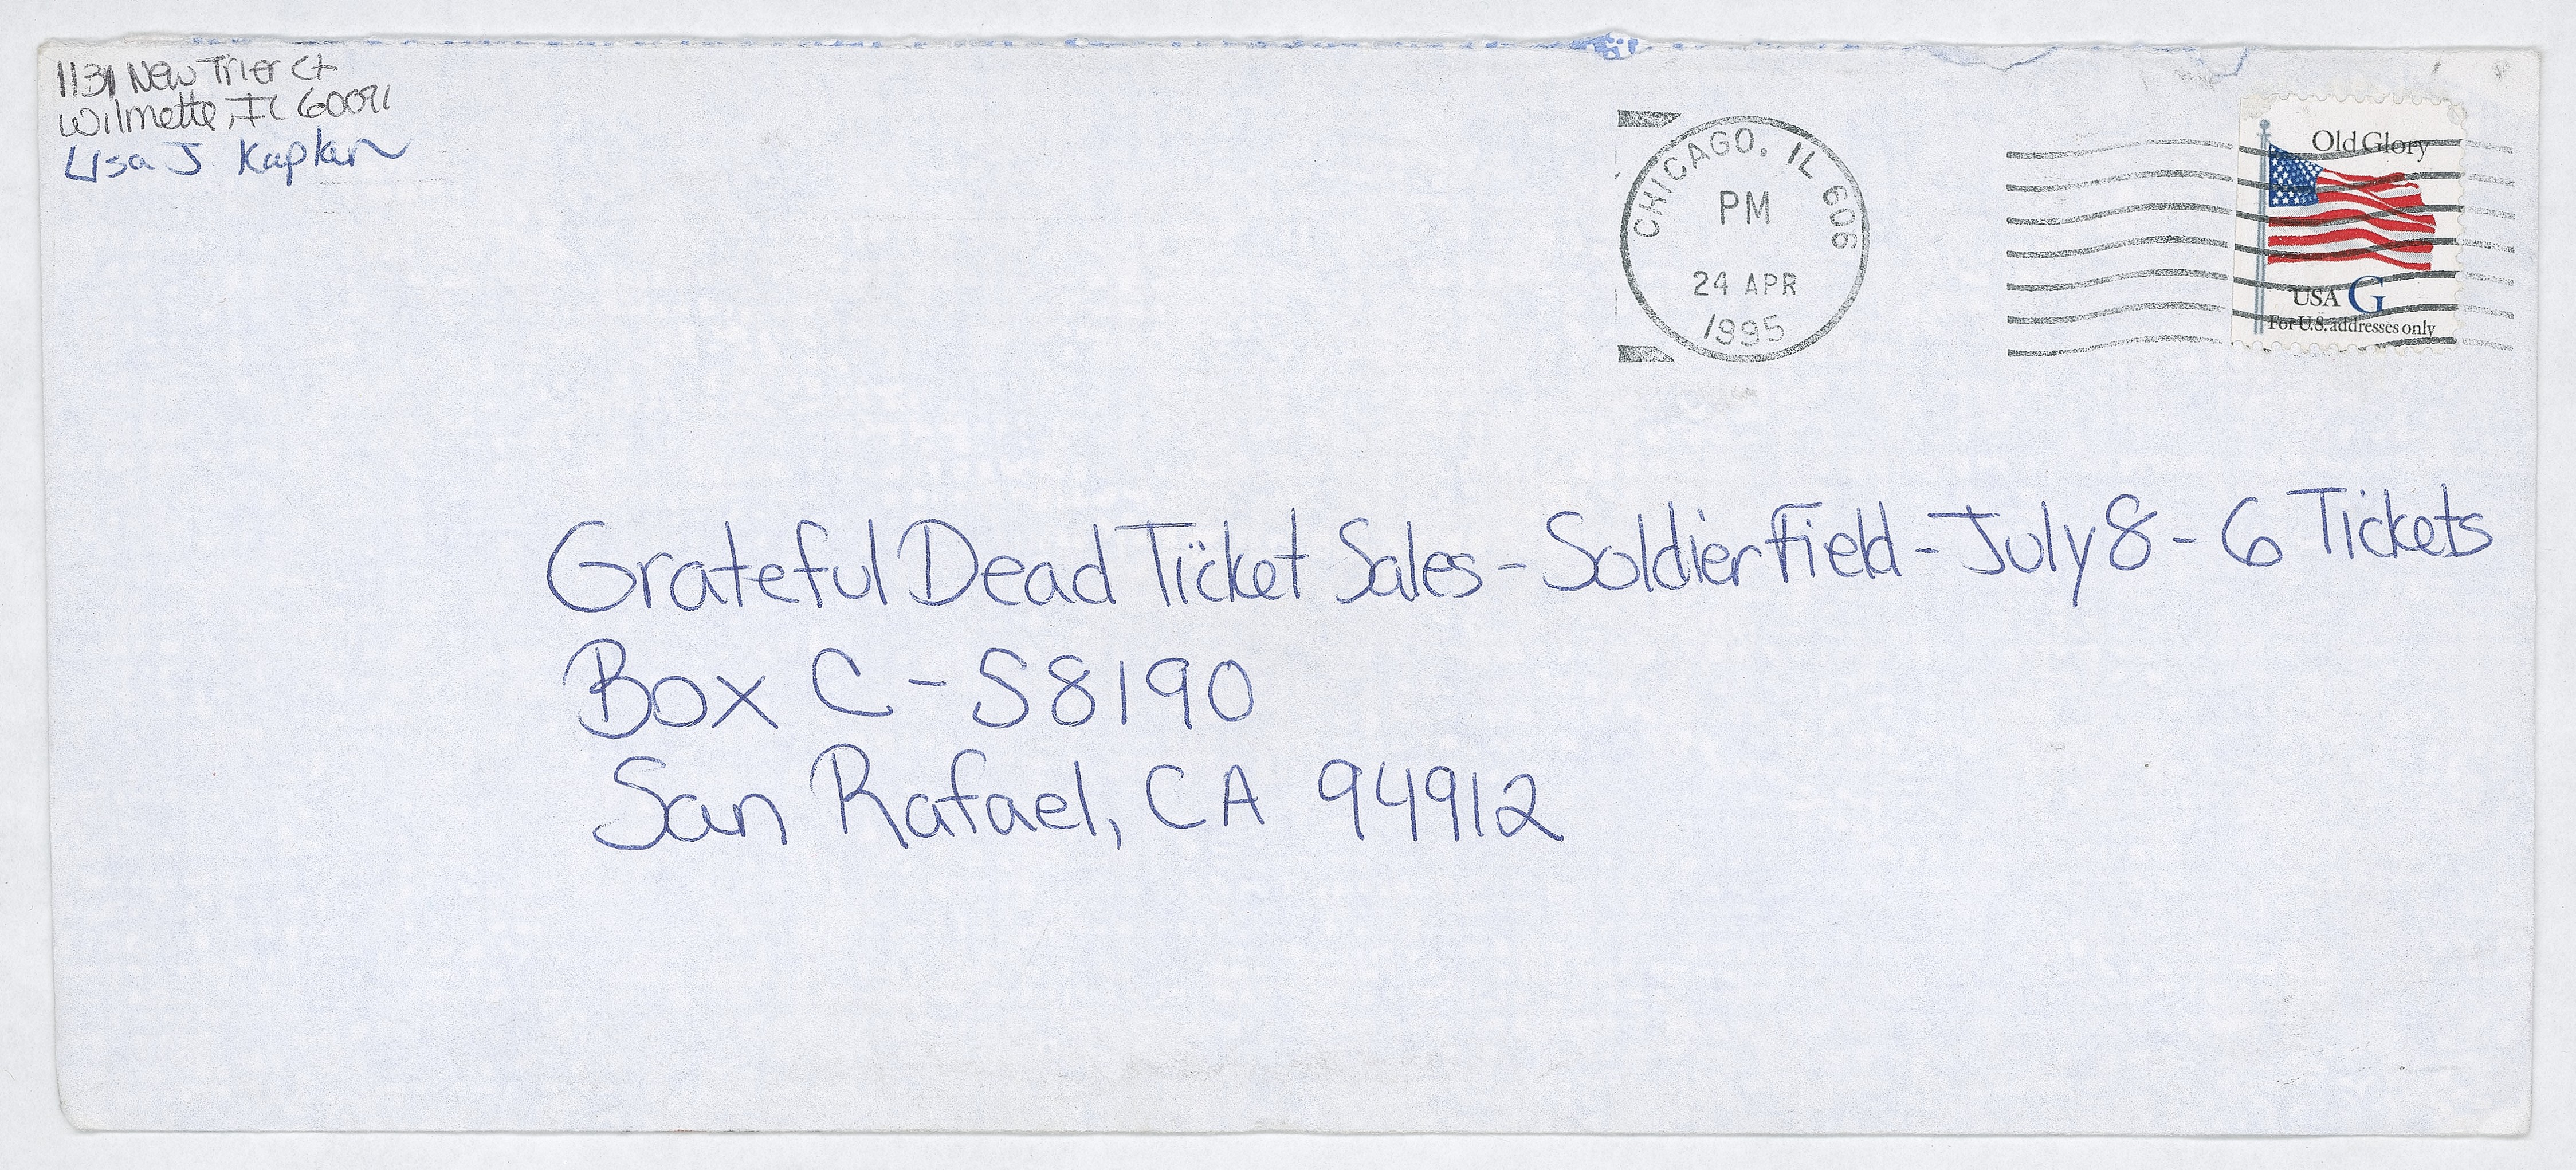 1131 New Trier Ct
Wilmette, IL 60091
Lisa J. Kaplan
CHICAGO, IL 606
PM
24 APR
1995
Old Glory
USA G
For U.S. addresses only
Grateful Dead Ticket Sales - Soldier Field - July 8 - 6 Tickets
Box C-S8190
San Rafael, CA 94912